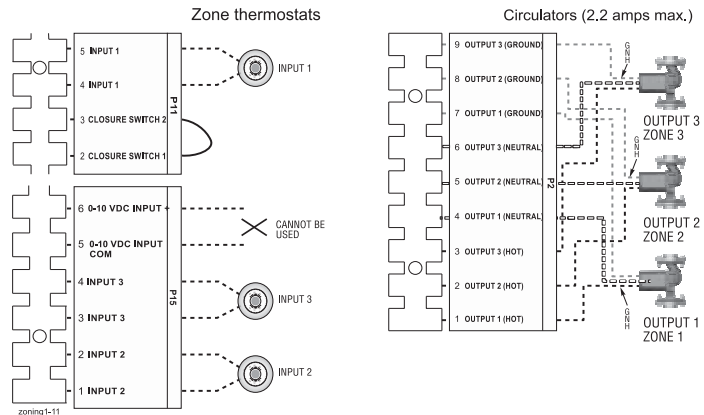 Zone thermostats
5 INPUT 1
4 INPUT 1
3 CLOSURE SWITCH 2
2 CLOSURE SWITCH 1
P11
INPUT 1
6 0-10 VDC INPUT +
5 0-10 VDC INPUT
COM
4 INPUT 3
3 INPUT 3
2 INPUT 2
1 INPUT 2
P15
CANNOT BE
USED
INPUT 3
INPUT 2
zoning1-11
Circulators (2.2 amps max.)
9 OUTPUT 3 (GROUND)
8 OUTPUT 2 (GROUND)
7 OUTPUT 1 (GROUND)
6 OUTPUT 3 (NEUTRAL)
5 OUTPUT 2 (NEUTRAL)
4 OUTPUT 1 (NEUTRAL)
3 OUTPUT 3 (HOT)
2 OUTPUT 2 (HOT)
1 OUTPUT 1 (HOT)
P2
G
N
H
OUTPUT 3
ZONE 3
G
N
H
OUTPUT 2
ZONE 2
G
N
H
OUTPUT 1
ZONE 1